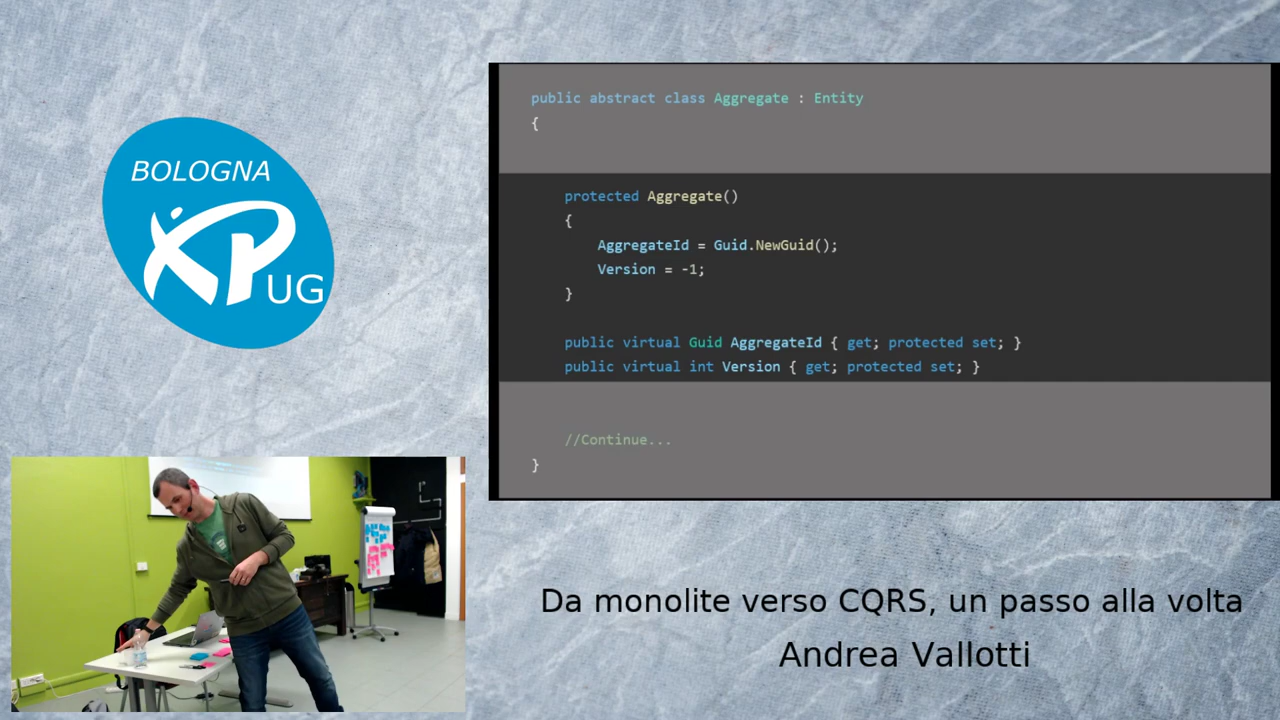 BOLOGNA
XP
UG
public abstract class Aggregate : Entity
{
protected Aggregate()
{
AggregateId = Guid.NewGuid();
Version = -1;
}
public virtual Guid AggregateId { get; protected set; }
public virtual int Version { get; protected set; }
//Continue...
}
Da monolite verso CQRS, un passo alla volta
Andrea Vallotti